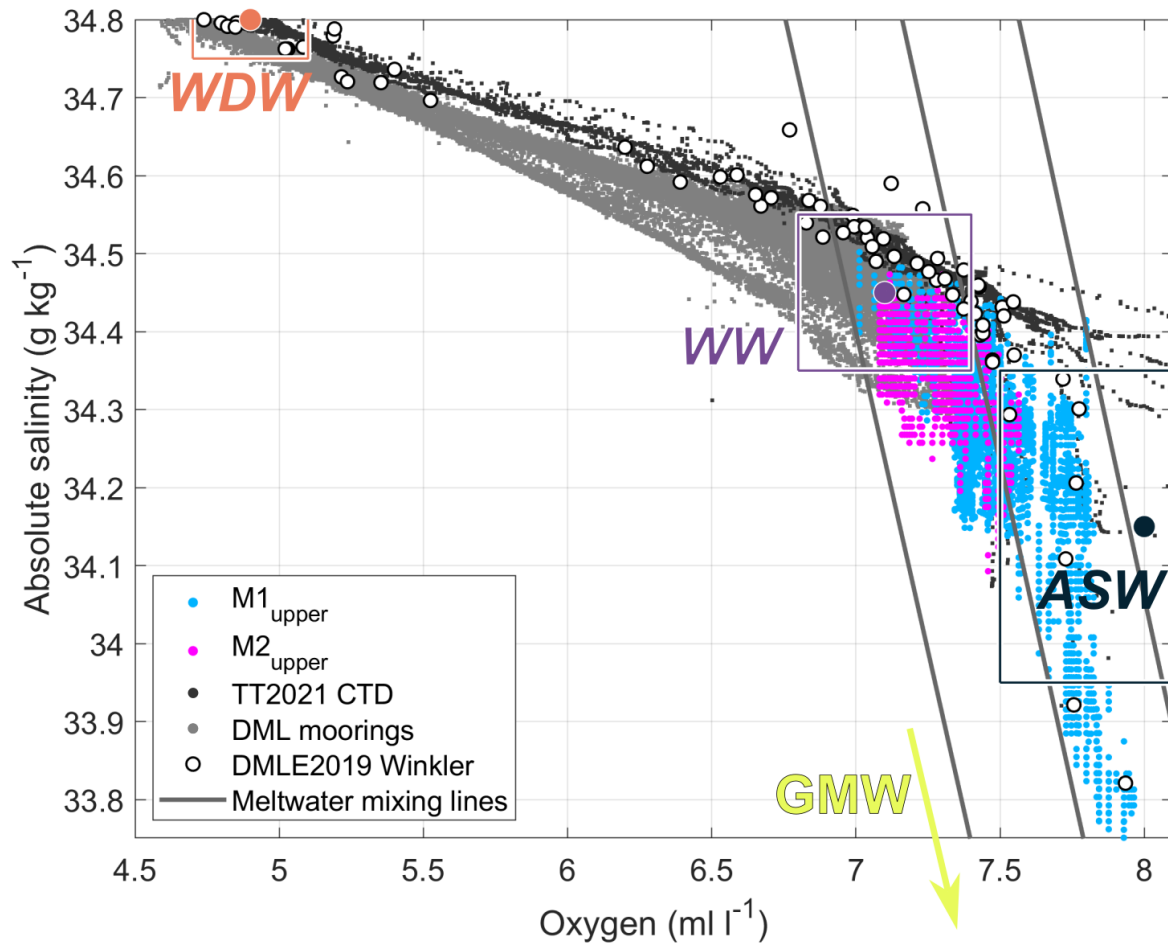 34.8
34.7
34.6
34.5
34.4
34.3
34.2
34.1
34
33.9
33.8
Absolute salinity (g kg-1)
WDW
WW
ASW
GMW
M1upper
M2upper
TT2021 CTD
DML moorings
DMLE2019 Winkler
Meltwater mixing lines
4.5 5 5.5 6 6.5 7 7.5 8
Oxygen (ml l-1)